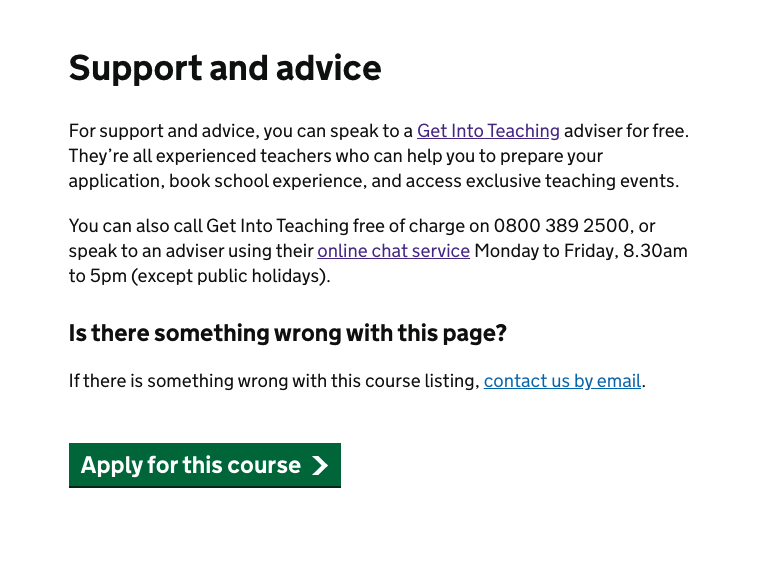 Support and advice
For support and advice, you can speak to a Get Into Teaching adviser for free.
They’re all experienced teachers who can help you to prepare your
application, book school experience, and access exclusive teaching events.
You can also call Get Into Teaching free of charge on 0800 389 2500, or
speak to an adviser using their online chat service Monday to Friday, 8.30am
to 5pm (except public holidays).
Is there something wrong with this page?
If there is something wrong with this course listing, contact us by email.
Apply for this course